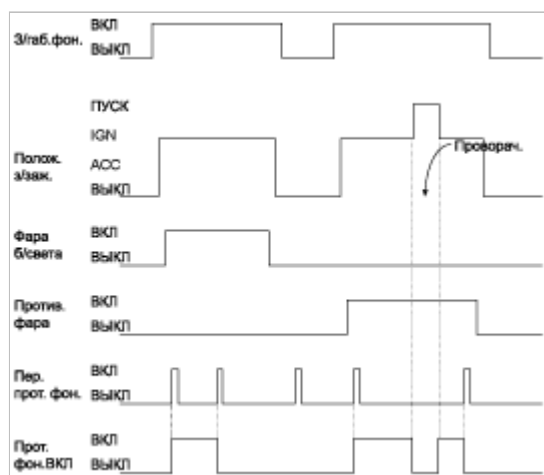 З/габ.фон.
ВКЛ
ВЫКЛ
Полож.
з/заж.
ПУСК
IGN
ACC
ВЫКЛ
Проворач.
Фара
б/света
ВКЛ
ВЫКЛ
Против.
фара
ВКЛ
ВЫКЛ
Пер.
прот. фон.
ВКЛ
ВЫКЛ
Прот.
фон.ВКЛ
ВКЛ
ВЫКЛ